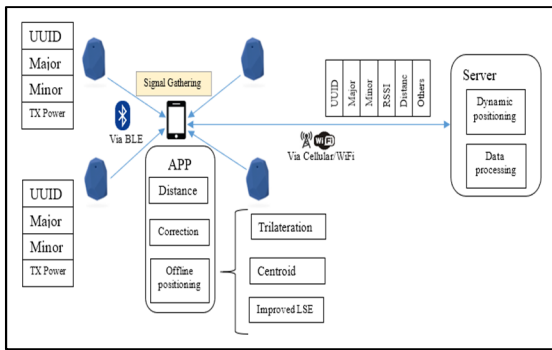 UUID
Major
Minor
TX Power
Signal Gathering
Via BLE
UUID
Major
Minor
RSSI
Distanc
Others
Via Cellular/WiFi
WiFi
Server
Dynamic
positioning
Data
processing
UUID
Major
Minor
TX Power
APP
Distance
Correction
Offline
positioning
Trilateration
Centroid
Improved LSE